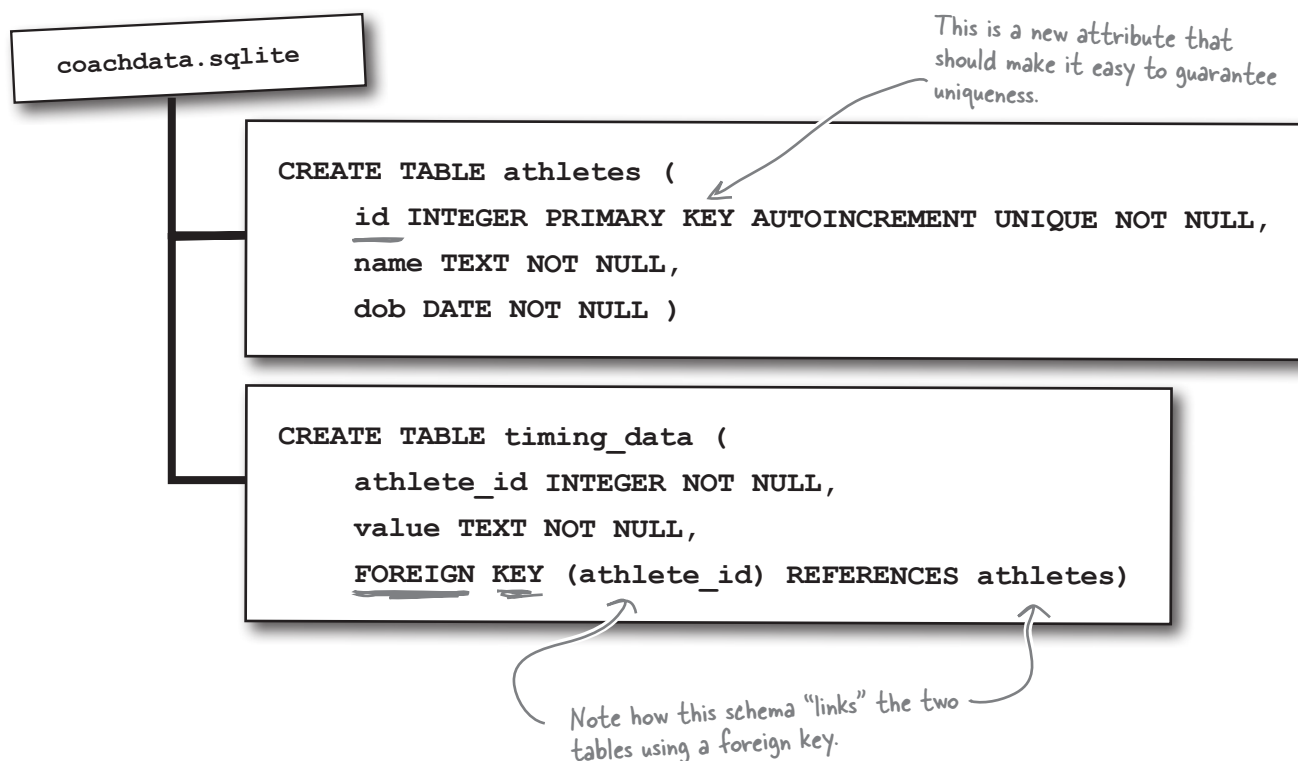 coachdata.sqlite
This is a new attribute that
should make it easy to guarantee
uniqueness.
CREATE TABLE athletes (
id INTEGER PRIMARY KEY AUTOINCREMENT UNIQUE NOT NULL,
name TEXT NOT NULL,
dob DATE NOT NULL )
CREATE TABLE timing_data (
athlete_id INTEGER NOT NULL,
value TEXT NOT NULL,
FOREIGN KEY (athlete_id) REFERENCES athletes)
Note how this schema “links” the two
tables using a foreign key.